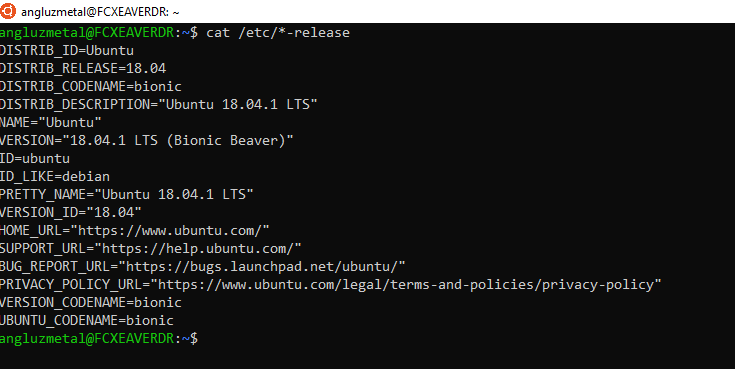 angluzmetal@FCXEAVERDR: ~
angluzmetal@FCXEAVERDR:~$ cat /etc/*-release
DISTRIB_ID=Ubuntu
DISTRIB_RELEASE=18.04
DISTRIB_CODENAME=bionic
DISTRIB_DESCRIPTION="Ubuntu 18.04.1 LTS"
NAME="Ubuntu"
VERSION="18.04.1 LTS (Bionic Beaver)"
ID=ubuntu
ID_LIKE=debian
PRETTY_NAME="Ubuntu 18.04.1 LTS"
VERSION_ID="18.04"
HOME_URL="https://www.ubuntu.com/"
SUPPORT_URL="https://help.ubuntu.com/"
BUG_REPORT_URL="https://bugs.launchpad.net/ubuntu/"
PRIVACY_POLICY_URL="https://www.ubuntu.com/legal/terms-and-policies/privacy-policy"
VERSION_CODENAME=bionic
UBUNTU_CODENAME=bionic
angluzmetal@FCXEAVERDR:~$